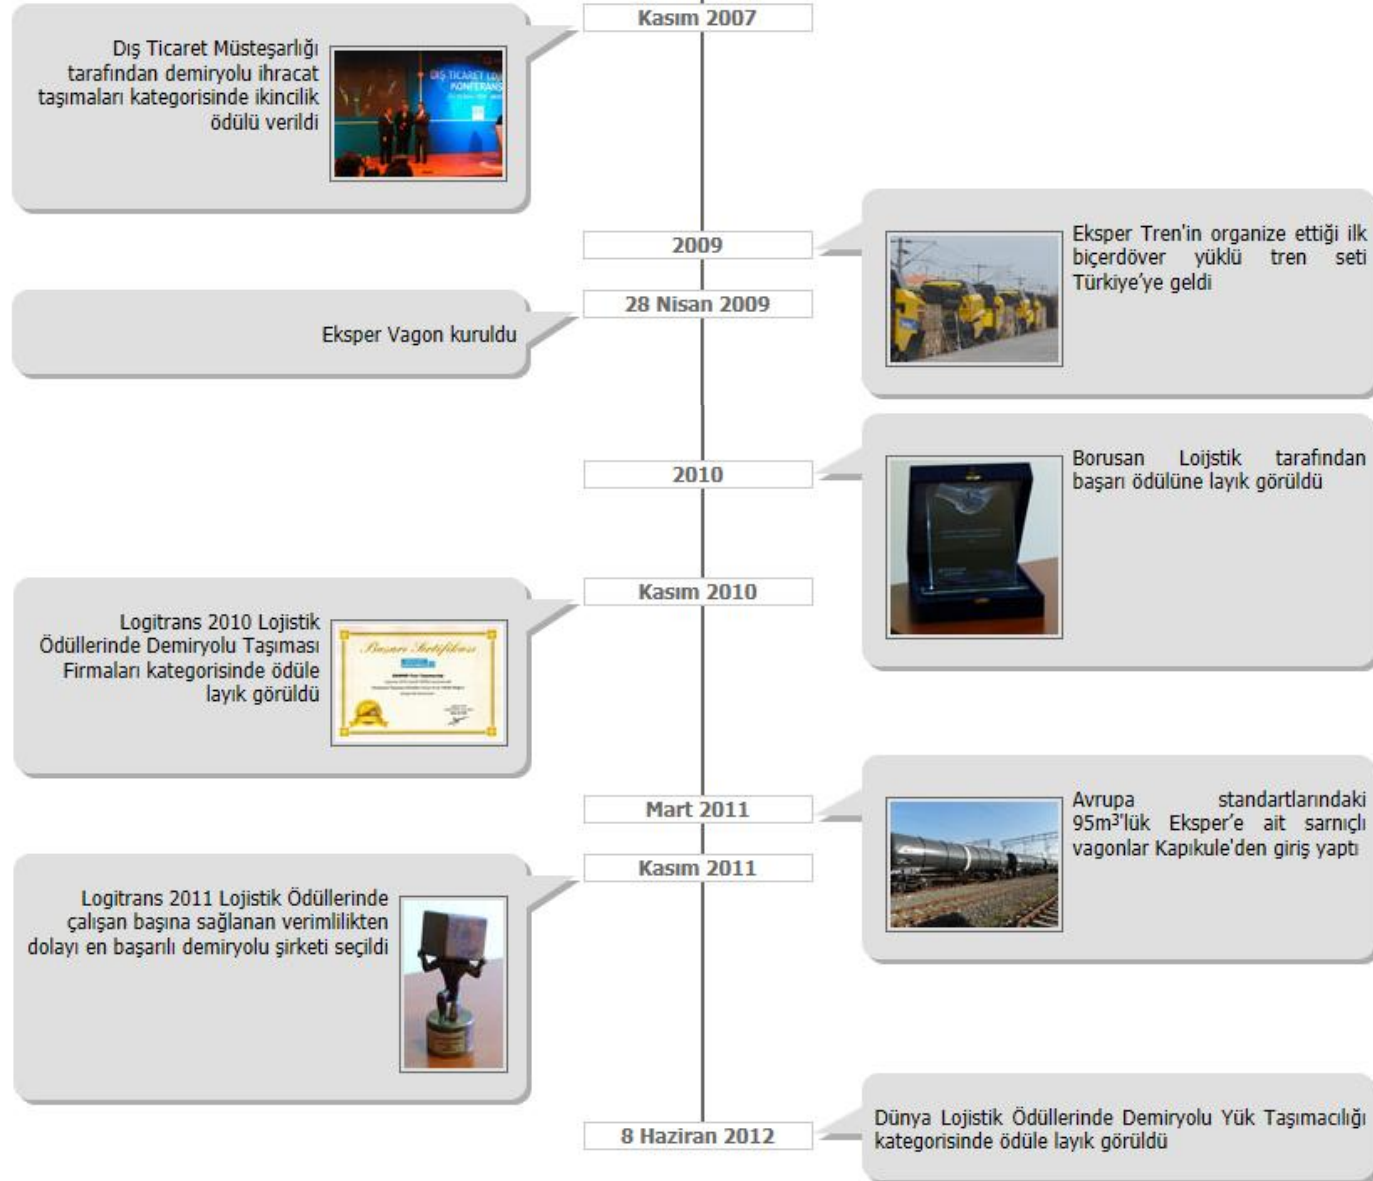 Kasım 2007
Dış Ticaret Müsteşarlığı
tarafından demiryolu ihracat
taşımaları kategorisinde ikincilik
ödülü verildi
DIŞ TİCARET
KONFERANS
2009
Eksper Tren'in organize ettiği ilk
biçerdöver yüklü tren seti
Türkiye'ye geldi
28 Nisan 2009
Eksper Vagon kuruldu
2010
Borusan Loijstik tarafından
başarı ödülüne layık görüldü
Kasım 2010
Logitrans 2010 Lojistik
Ödüllerinde Demiryolu Taşıması
Firmaları kategorisinde ödüle
layık görüldü
Başarı Sertifikası
Mart 2011
Avrupa standartlarındaki
95m³'lük Eksper'e ait sarnıçlı
vagonlar Kapıkule'den giriş yaptı
Kasım 2011
Logitrans 2011 Lojistik Ödüllerinde
çalışan başına sağlanan verimlilikten
dolayı en başarılı demiryolu şirketi seçildi
8 Haziran 2012
Dünya Lojistik Ödüllerinde Demiryolu Yük Taşımacılığı
kategorisinde ödüle layık görüldü